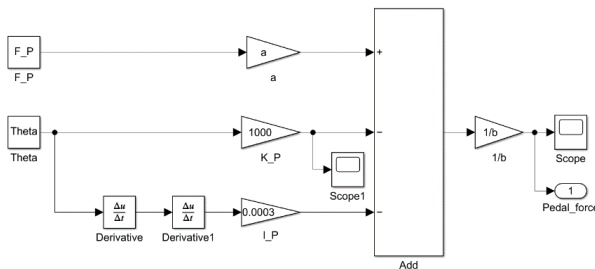 F_P
F_P
a
a
+
Theta
Theta
1000
K_P
−
Scope1
1/b
1/b
Scope
1
Pedal_force
Δu
Δt
Derivative
Δu
Δt
Derivative1
0.0003
I_P
−
Add